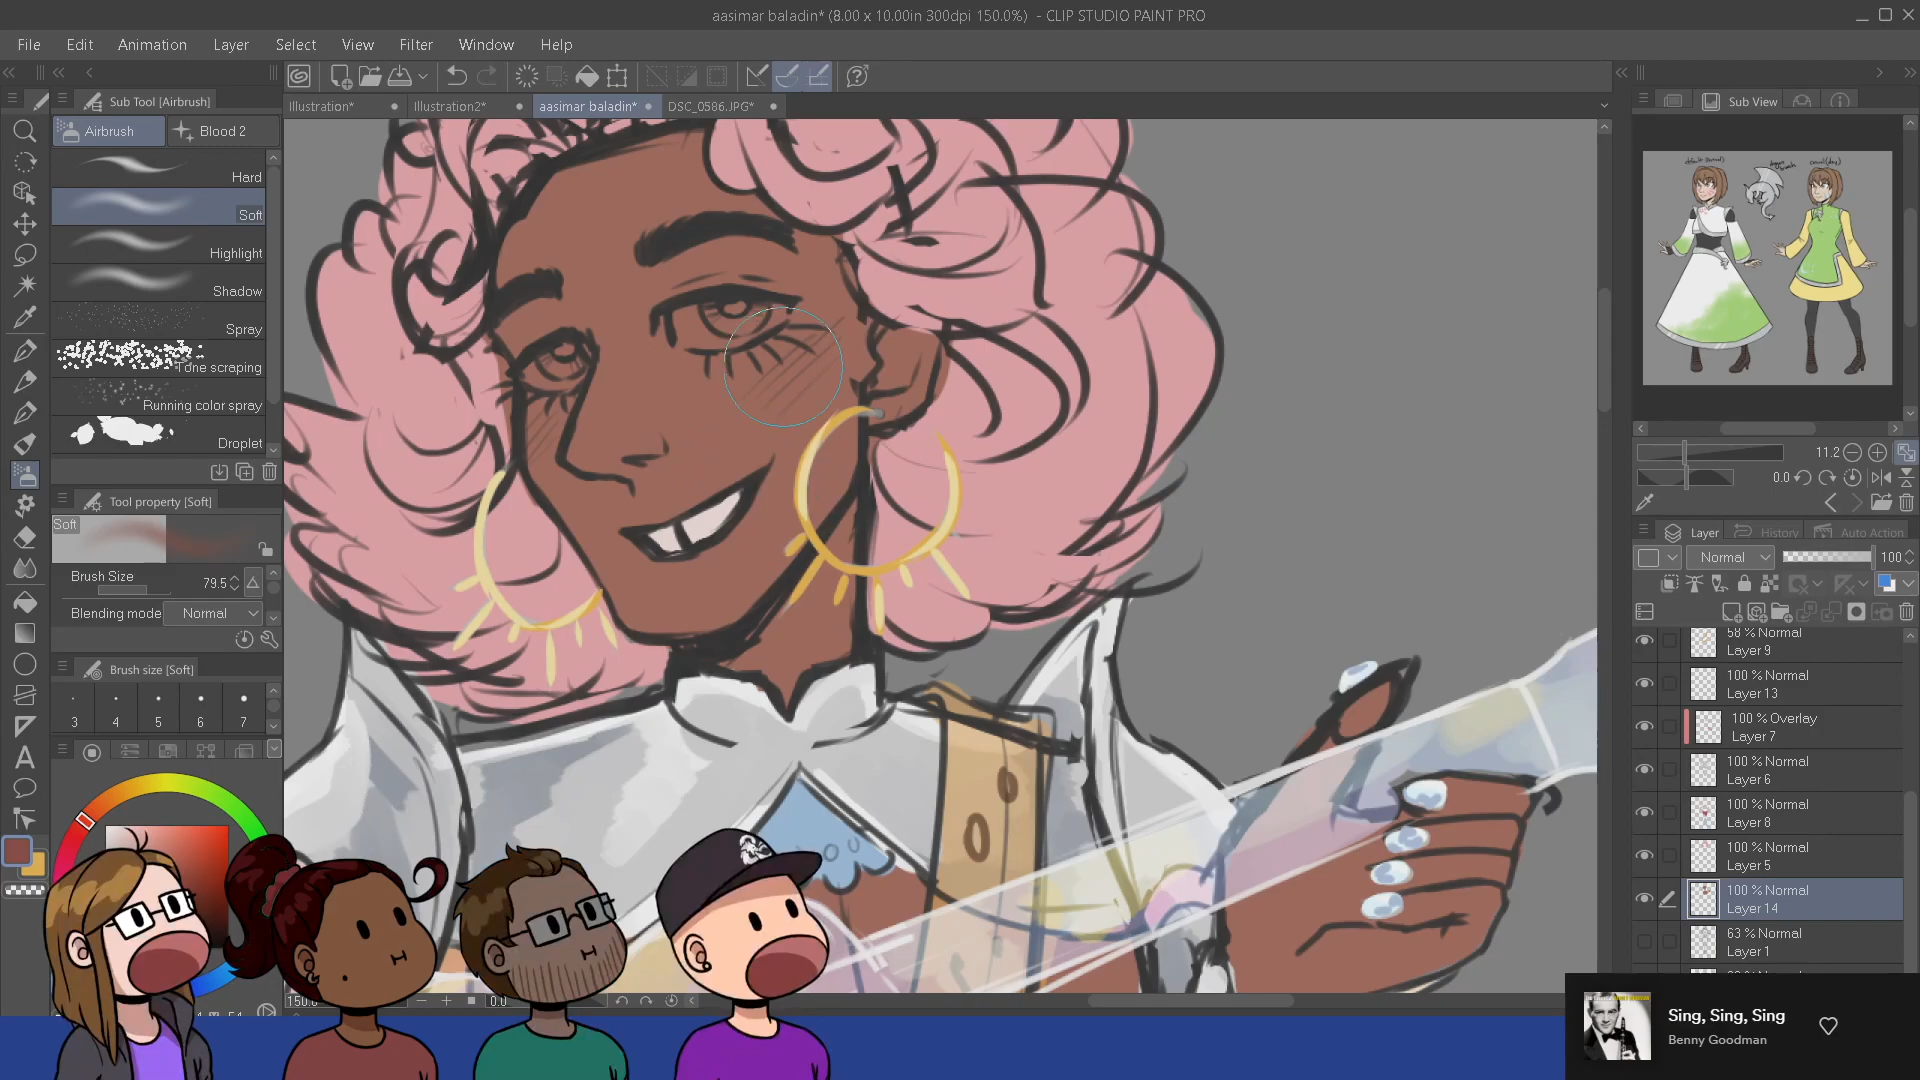 aasimar baladin* (8.00 x 10.00in 300dpi 150.0%) - CLIP STUDIO PAINT PRO
File Edit Animation Layer Select View Filter Window Help
Sub Tool [Airbrush]
Illustration* Illustration2* aasimar baladin* DSC_0586.JPG*
Sub View
Airbrush Blood 2
Hard
Soft
Highlight
Shadow
Spray
Tone scraping
Running color spray
Droplet
Tool property [Soft]
Soft
Brush Size 79.5
Blending mode Normal
Brush size [Soft]
3 4 5 6 7
11.2
0.0
Layer History Auto Action
Normal 100
58 % Normal
Layer 9
100 % Normal
Layer 13
100 % Overlay
Layer 7
100 % Normal
Layer 6
100 % Normal
Layer 8
100 % Normal
Layer 5
100 % Normal
Layer 14
63 % Normal
Layer 1
150.0 0.0
Sing, Sing, Sing
Benny Goodman